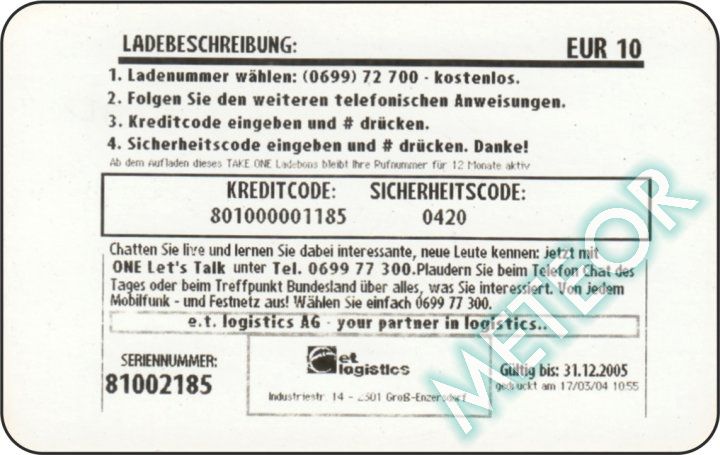 LADEBESCHREIBUNG: EUR 10
1. Ladenummer wählen: (0699) 72 700 - kostenlos.
2. Folgen Sie den weiteren telefonischen Anweisungen.
3. Kreditcode eingeben und # drücken.
4. Sicherheitscode eingeben und # drücken. Danke!
Ab dem Aufladen dieses TAKE ONE Ladebons bleibt Ihre Rufnummer für 12 Monate aktiv
KREDITCODE: SICHERHEITSCODE:
801000001185 0420
Chatten Sie live und lernen Sie dabei interessante, neue Leute kennen: jetzt mit
ONE Let's Talk unter Tel. 0699 77 300.Plaudern Sie beim Telefon Chat des
Tages oder beim Treffpunkt Bundesland über alles, was Sie interessiert. Von jedem
Mobilfunk - und Festnetz aus! Wählen Sie einfach 0699 77 300.
e.t. logistics AG - your partner in logistics..
SERIENNUMMER:
81002185
et
logistics
Industriestr 14 - 2301 Groß-Enzersdorf
Gültig bis: 31.12.2005
gedruckt am 17/03/04 10:55
METEOR